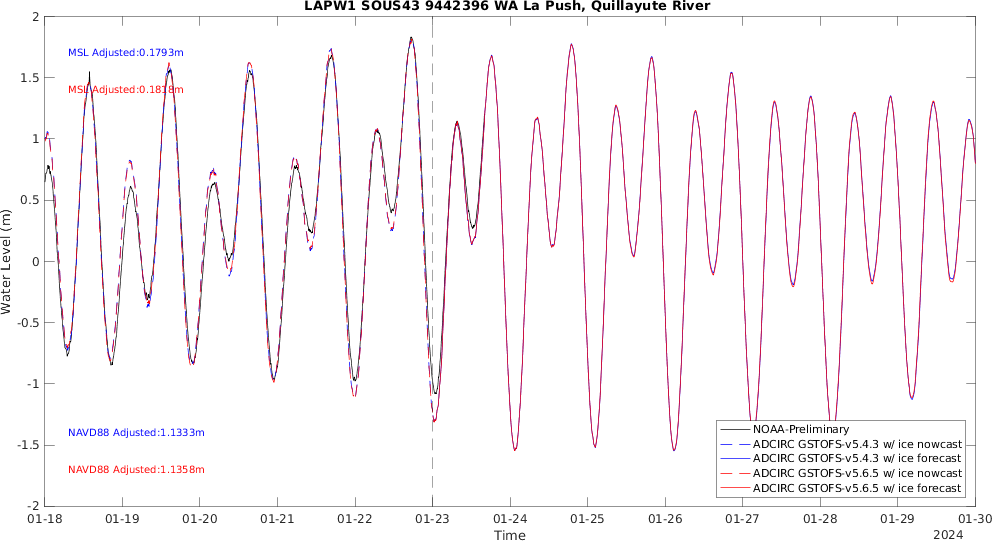 LAPW1 SOUS43 9442396 WA La Push, Quillayute River
2
1.5
1
0.5
0
-0.5
-1
-1.5
-2
Water Level (m)
MSL Adjusted:0.1793m
MSL Adjusted:0.1818m
NAVD88 Adjusted:1.1333m
NAVD88 Adjusted:1.1358m
NOAA-Preliminary
ADCIRC GSTOFS-v5.4.3 w/ ice nowcast
ADCIRC GSTOFS-v5.4.3 w/ ice forecast
ADCIRC GSTOFS-v5.6.5 w/ ice nowcast
ADCIRC GSTOFS-v5.6.5 w/ ice forecast
01-18 01-19 01-20 01-21 01-22 01-23 01-24 01-25 01-26 01-27 01-28 01-29 01-30
Time
2024